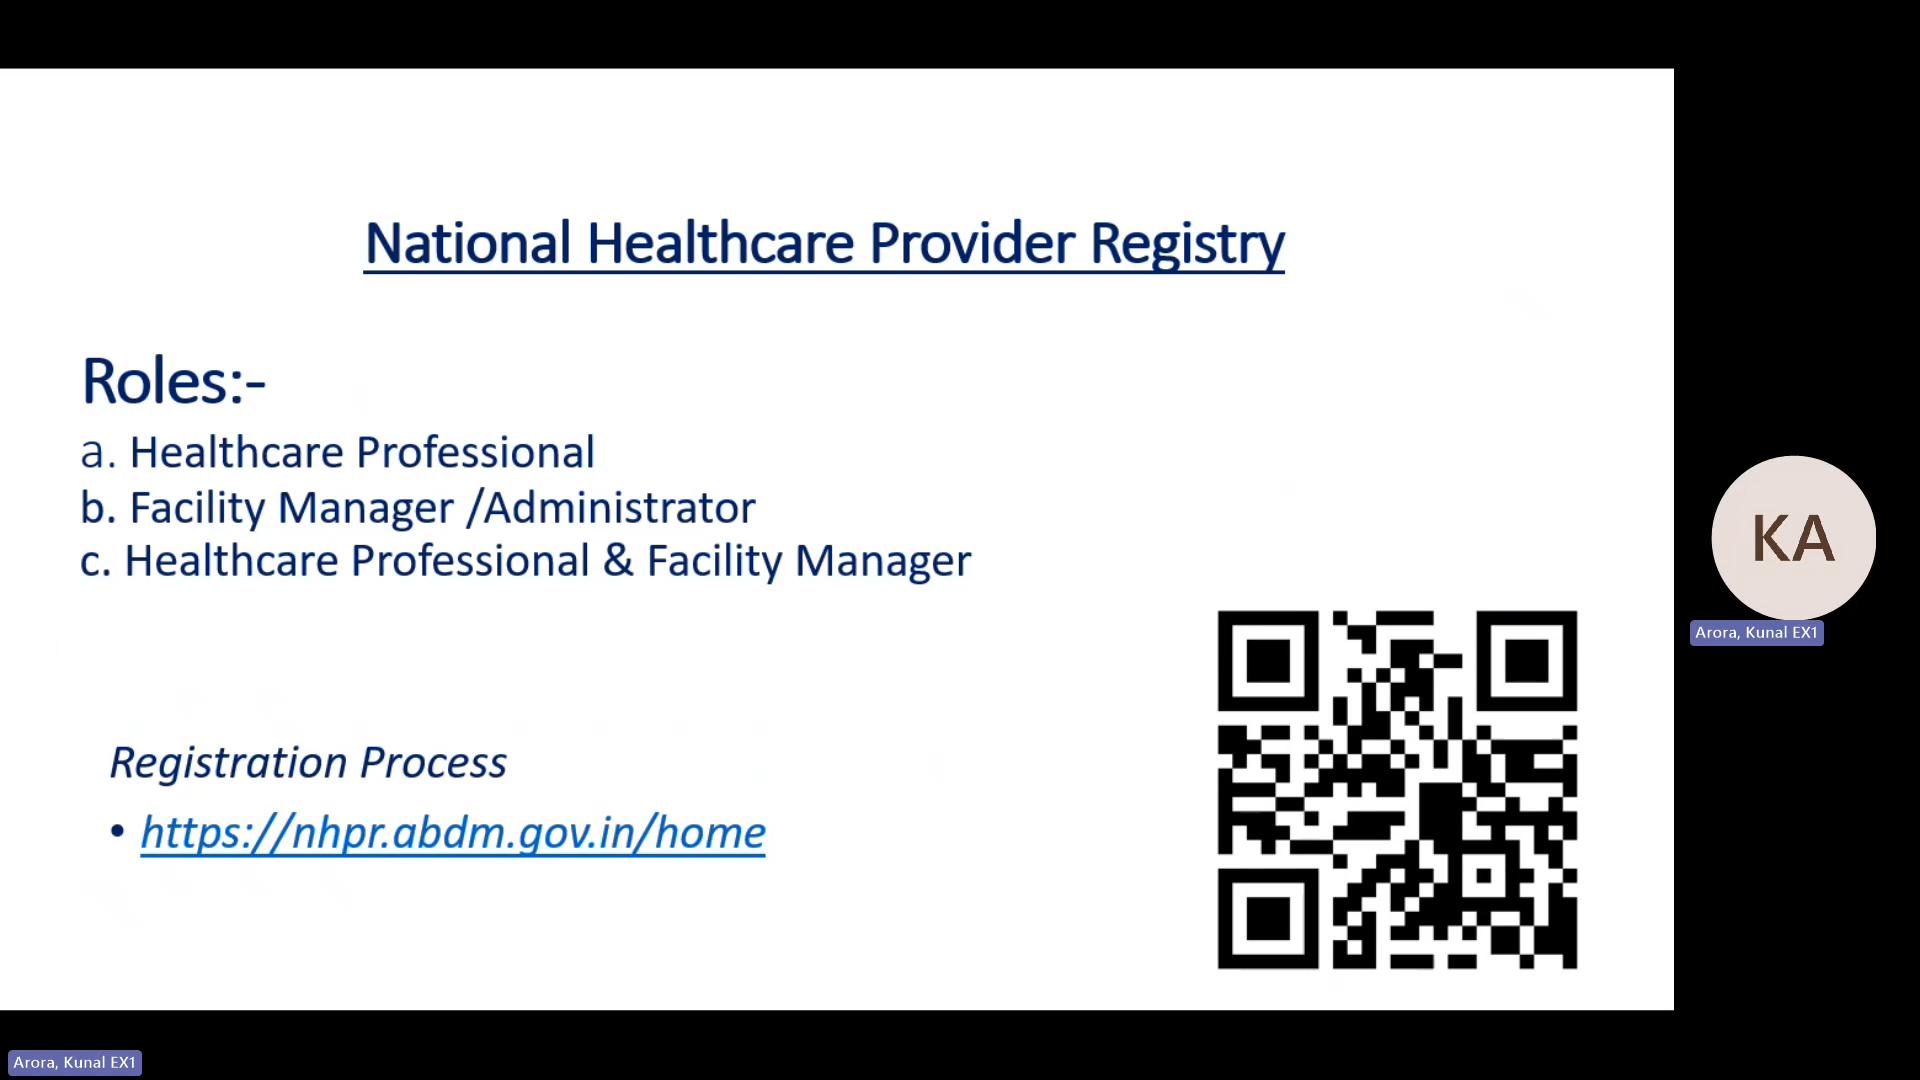 National Healthcare Provider Registry
Roles:-
a. Healthcare Professional
b. Facility Manager /Administrator
c. Healthcare Professional & Facility Manager
Registration Process
• https://nhpr.abdm.gov.in/home
KA
Arora, Kunal EX1
Arora, Kunal EX1